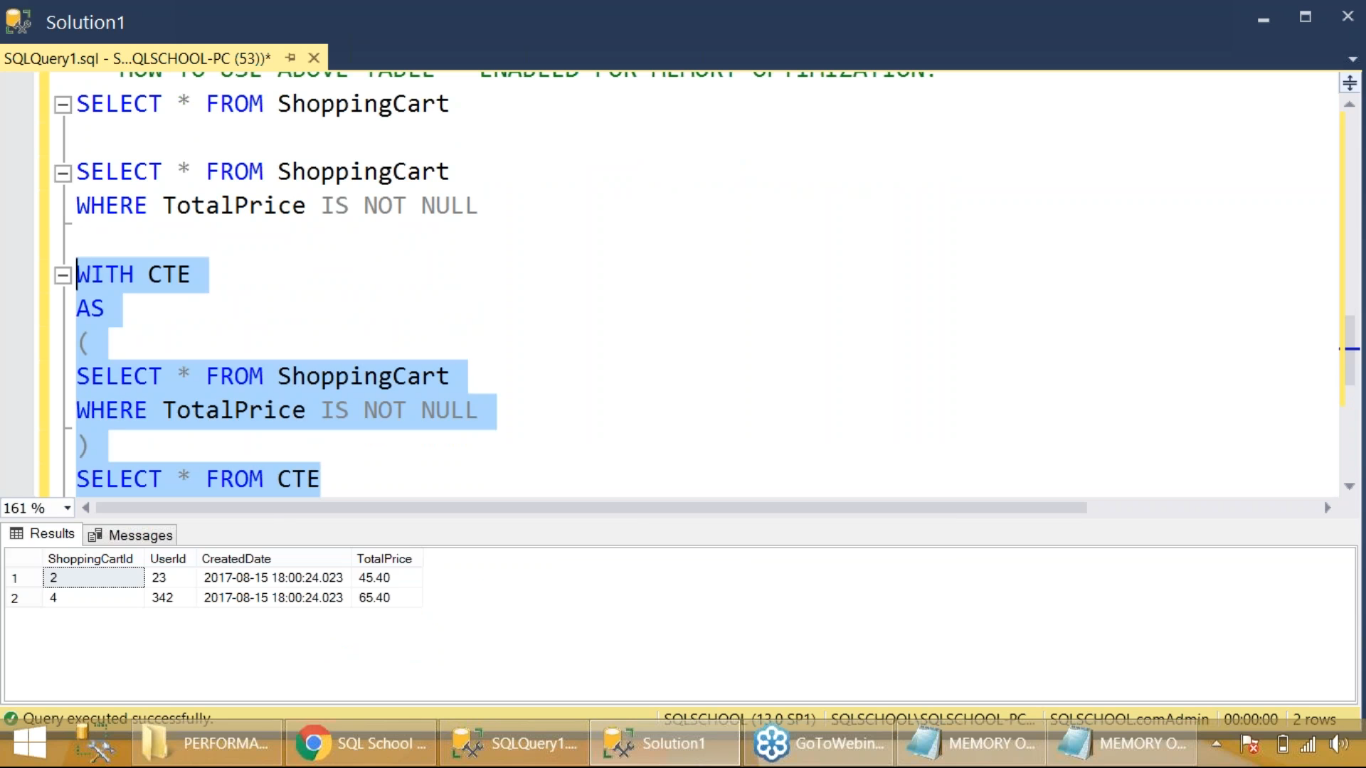 Solution1
SQLQuery1.sql - S...QLSCHOOL-PC (53))*
HOW TO USE ABOVE TABLE ENABLED FOR MEMORY OPTIMIZATION.
SELECT * FROM ShoppingCart
SELECT * FROM ShoppingCart
WHERE TotalPrice IS NOT NULL
WITH CTE
AS
(
SELECT * FROM ShoppingCart
WHERE TotalPrice IS NOT NULL
)
SELECT * FROM CTE
161 %
Results Messages
ShoppingCartId UserId CreatedDate TotalPrice
1 2 23 2017-08-15 18:00:24.023 45.40
2 4 342 2017-08-15 18:00:24.023 65.40
Query executed successfully. SQLSCHOOL (13.0 SP1) SQLSCHOOL\SQLSCHOOL-PC... SQLSCHOOL.comAdmin 00:00:00 2 rows
PERFORMA... SQL School ... SQLQuery1.... Solution1 GoToWebin... MEMORY O... MEMORY O...